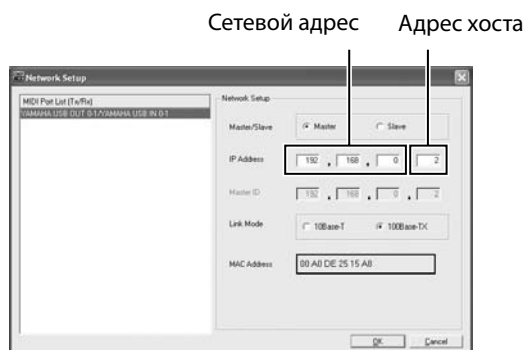 Сетевой адрес Адрес хоста
Network Setup
MIDI Port List (Tx/Rx)
YAMAHA USB OUT 0-1/YAMAHA USB IN 0-1
Network Setup
Master/Slave Master Slave
IP Address 192 . 168 . 0 . 2
Master ID 192 . 168 . 0 . 2
Link Mode 10Base-T 100Base-TX
MAC Address 00 A0 DE 25 15 A8
OK Cancel